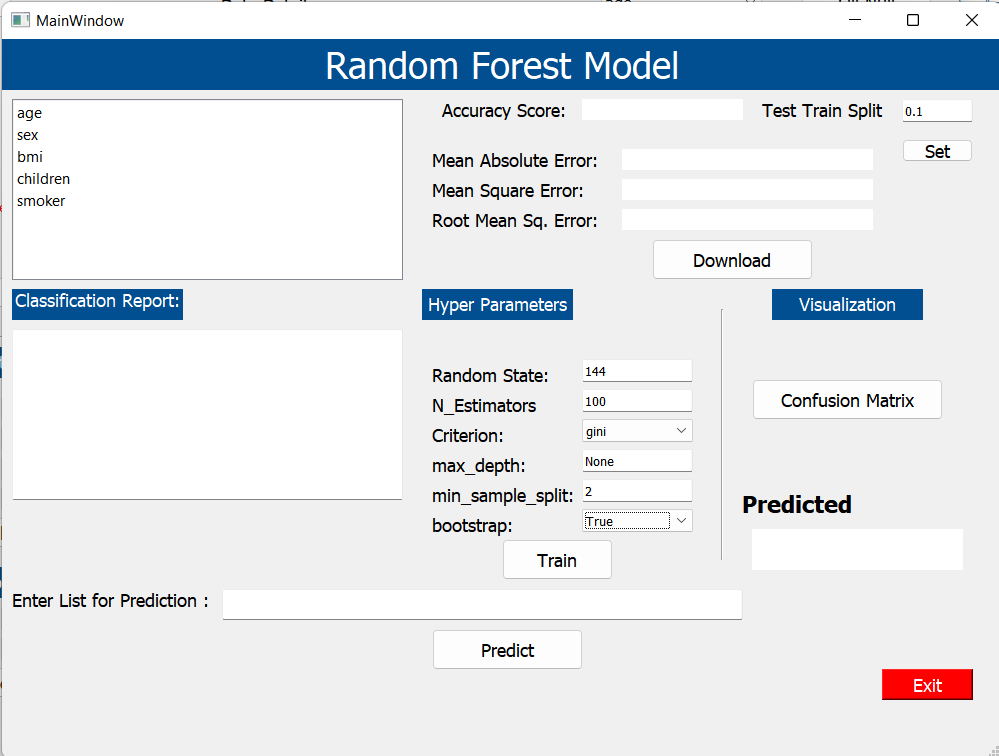 MainWindow
Random Forest Model
age
sex
bmi
children
smoker
Accuracy Score:
Test Train Split
0.1
Set
Mean Absolute Error:
Mean Square Error:
Root Mean Sq. Error:
Download
Classification Report:
Hyper Parameters
Random State:
144
N_Estimators
100
Criterion:
gini
max_depth:
None
min_sample_split:
2
bootstrap:
True
Train
Visualization
Confusion Matrix
Predicted
Enter List for Prediction :
Predict
Exit